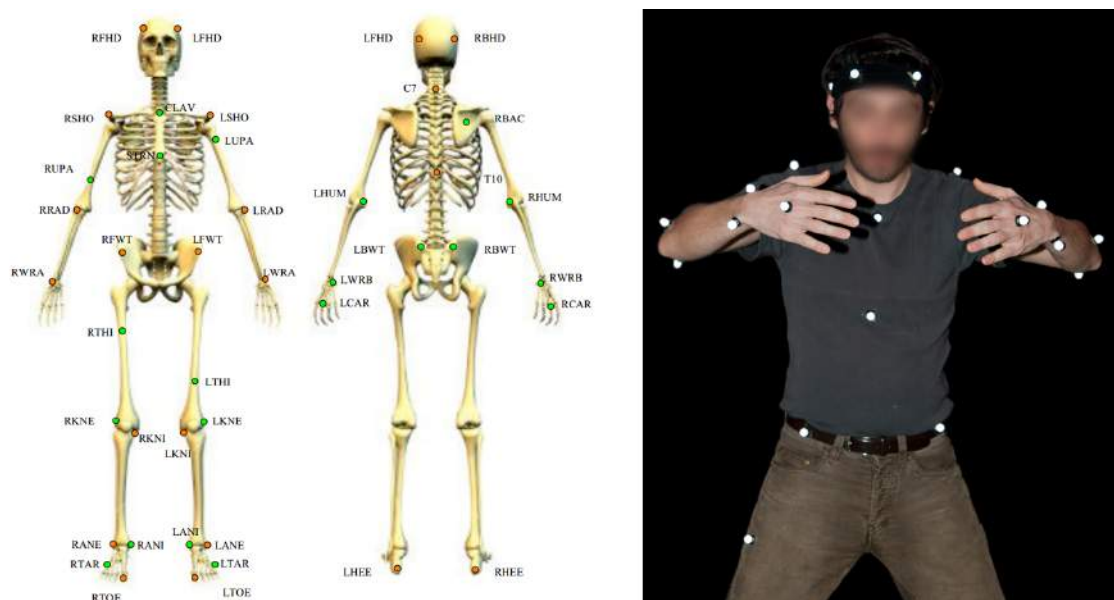 RFHD LFHD
CLAV
RSHO LSHO
LUPA
STRN
RUPA
RRAD LRAD
RFWT LFWT
RWRA LWRA
RTHI
LTHI
RKNE LKNE
RKNI
LKNI
LANI
RANE RANI LANE
RTAR LTAR
RTOE LTOE
LFHD RBHD
C7
RBAC
T10
LHUM RHUM
LBWT RBWT
LWRB RWRB
LCAR RCAR
LHEE RHEE